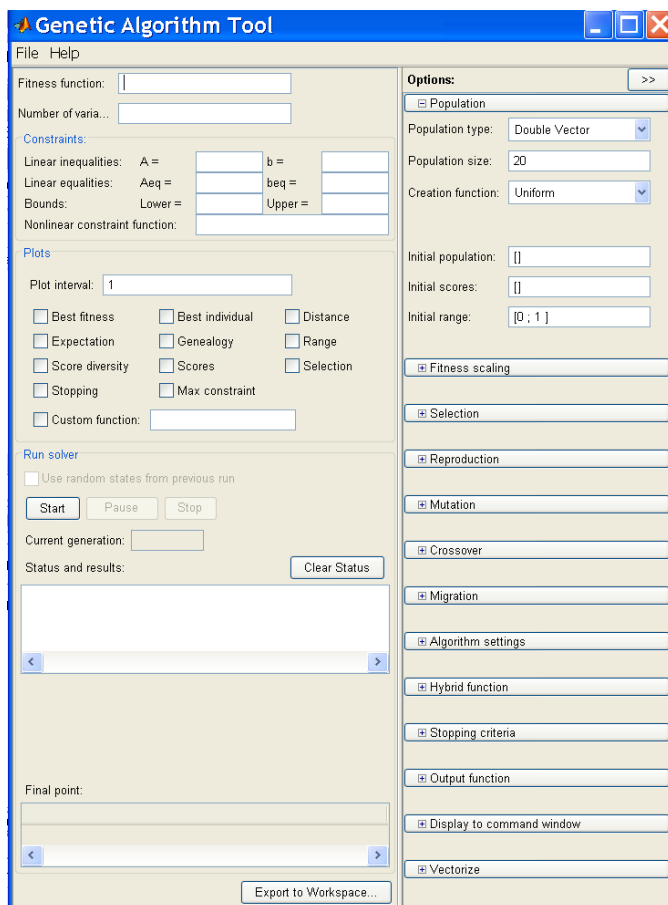 Genetic Algorithm Tool
File Help
Fitness function:
Number of varia...
Constraints:
Linear inequalities: A = b =
Linear equalities: Aeq = beq =
Bounds: Lower = Upper =
Nonlinear constraint function:
Plots
Plot interval: 1
Best fitness Best individual Distance
Expectation Genealogy Range
Score diversity Scores Selection
Stopping Max constraint
Custom function:
Run solver
Use random states from previous run
Start Pause Stop
Current generation:
Status and results: Clear Status
Final point:
Export to Workspace...
Options: >>
Population
Population type: Double Vector
Population size: 20
Creation function: Uniform
Initial population: []
Initial scores: []
Initial range: [0 ; 1 ]
Fitness scaling
Selection
Reproduction
Mutation
Crossover
Migration
Algorithm settings
Hybrid function
Stopping criteria
Output function
Display to command window
Vectorize